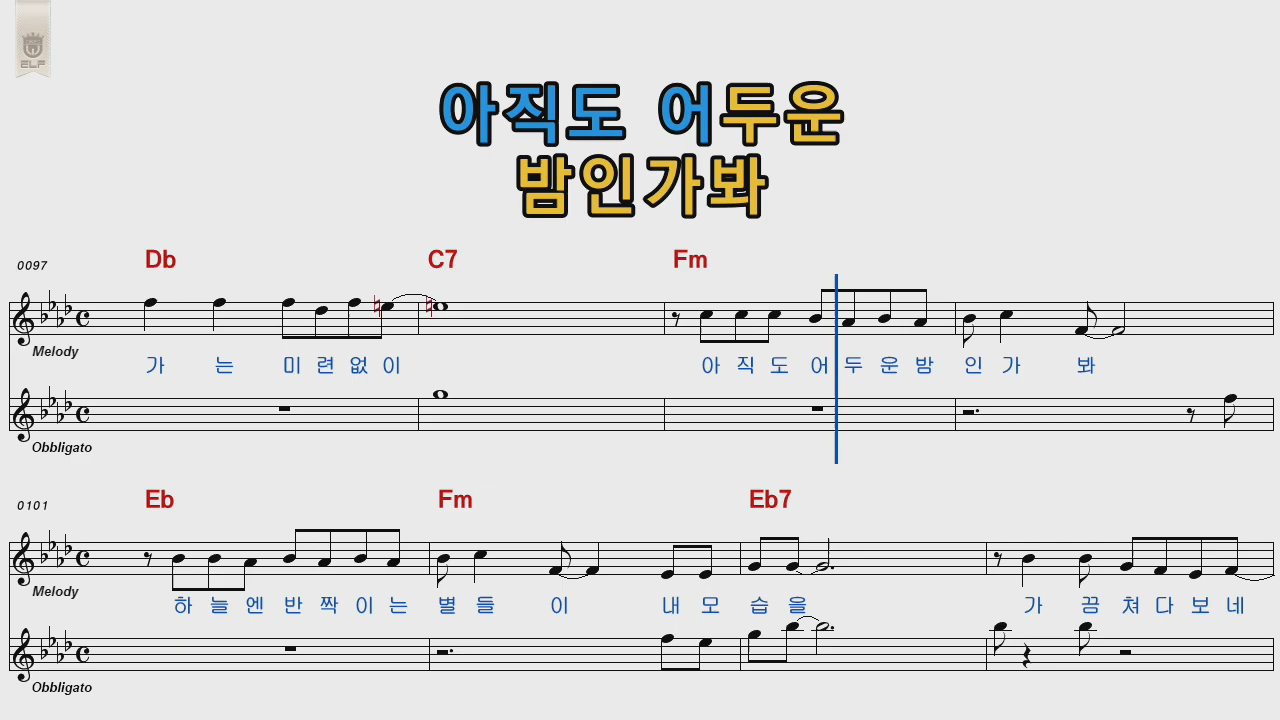 ELF
아직도 어두운
밤인가봐
Db C7 Fm
0097
Melody
가 는 미 련 없 이 아 직 도 어 두 운 밤 인 가 봐
Obbligato
Eb Fm Eb7
0101
Melody
하 늘 엔 반 짝 이 는 별 들 이 내 모 습 을 가 끔 쳐 다 보 네
Obbligato